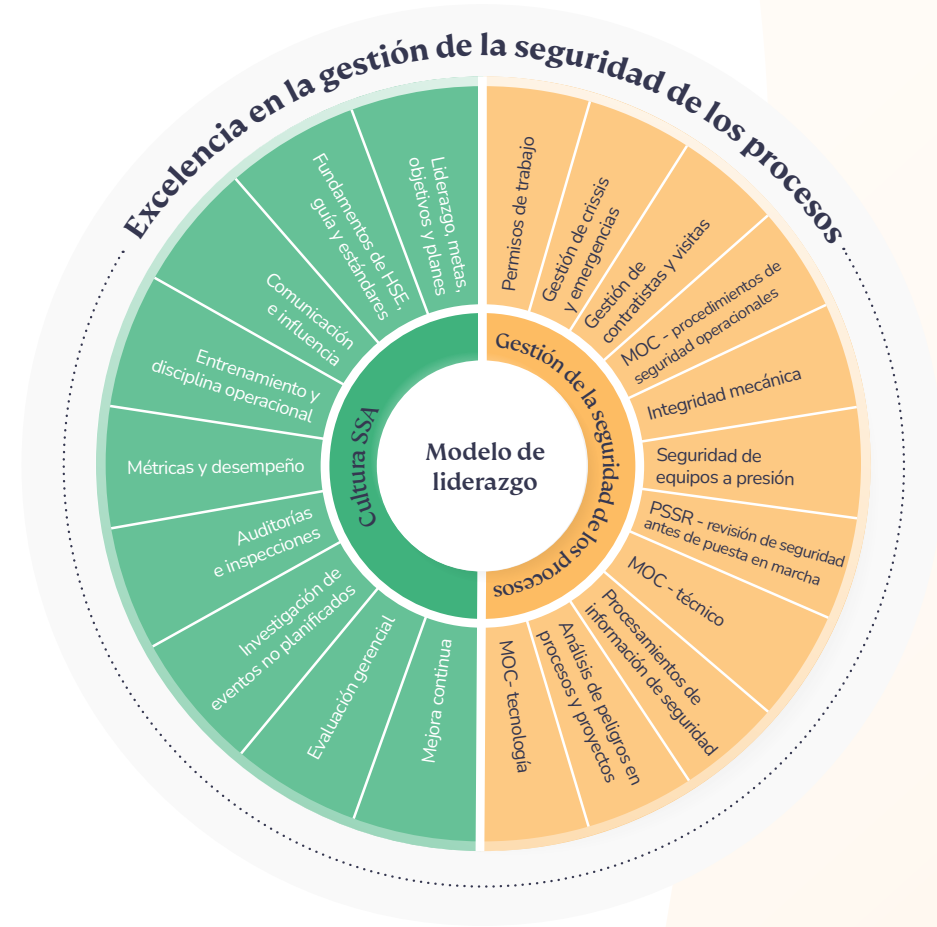 Excelencia en la gestión de la seguridad de los procesos
Modelo de
liderazgo
Cultura SSA
Gestión de la seguridad de los procesos
Liderazgo, metas,
objetivos y planes
Fundamentos de HSE,
guía y estándares
Comunicación
e influencia
Entrenamiento y
disciplina operacional
Métricas y desempeño
Auditorías
e inspecciones
Investigación de
eventos no planificados
Evaluación gerencial
Mejora continua
Permisos de trabajo
Gestión de crissis
y emergencias
Gestión de
contratistas y visitas
MOC - procedimientos de
seguridad operacionales
Integridad mecánica
Seguridad de
equipos a presión
PSSR - revisión de seguridad
antes de puesta en marcha
MOC - técnico
Procesamientos de
información de seguridad
Análisis de peligros en
procesos y proyectos
MOC- tecnología